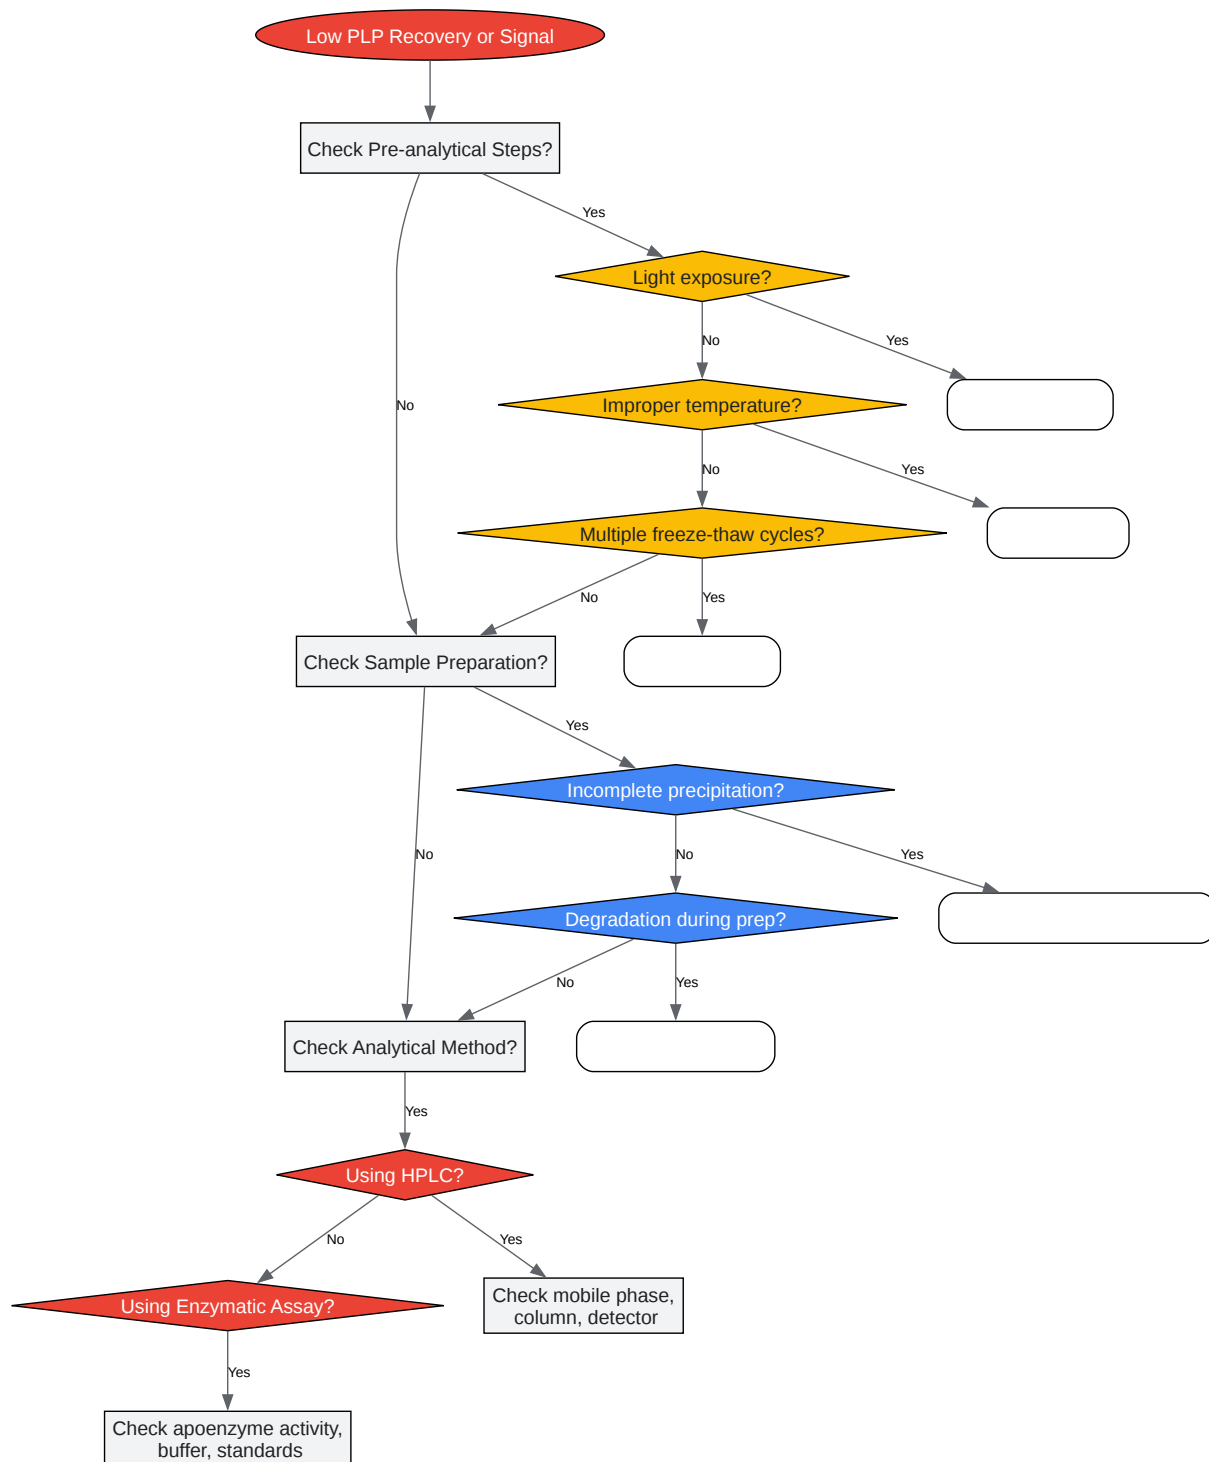 Low PLP Recovery or Signal
Check Pre-analytical Steps?
Yes
Light exposure?
No
Yes
Improper temperature?
No
No
Yes
Multiple freeze-thaw cycles?
No
Yes
Check Sample Preparation?
Yes
Incomplete precipitation?
No
No
Yes
Degradation during prep?
No
Yes
Check Analytical Method?
Yes
Using HPLC?
No
Yes
Check mobile phase,
column, detector
Using Enzymatic Assay?
Yes
Check apoenzyme activity,
buffer, standards